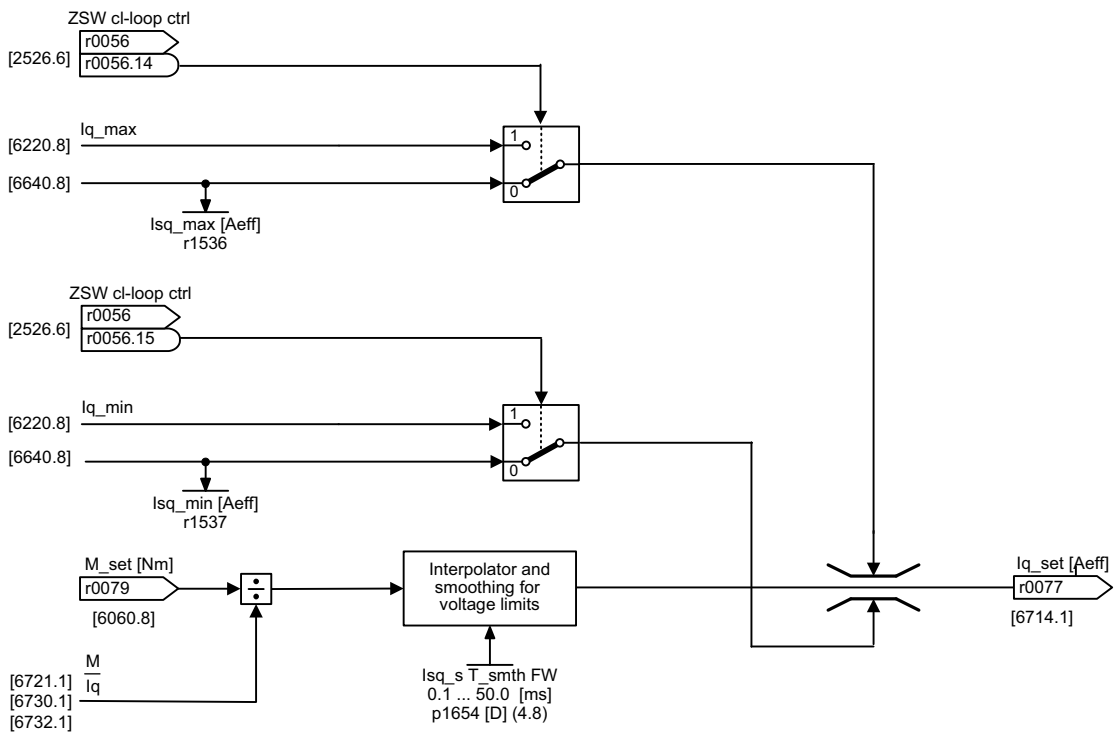 ZSW cl-loop ctrl
r0056
[2526.6]
r0056.14
Iq_max
1
[6220.8]
[6640.8]
0
Isq_max [Aeff]
r1536
ZSW cl-loop ctrl
r0056
[2526.6]
r0056.15
Iq_min
1
[6220.8]
[6640.8]
0
Isq_min [Aeff]
r1537
M_set [Nm]
r0079
[6060.8]
÷
Interpolator and
smoothing for
voltage limits
Iq_set [Aeff]
r0077
[6714.1]
M
Iq
[6721.1]
[6730.1]
[6732.1]
Isq_s T_smth FW
0.1 ... 50.0 [ms]
p1654 [D] (4.8)